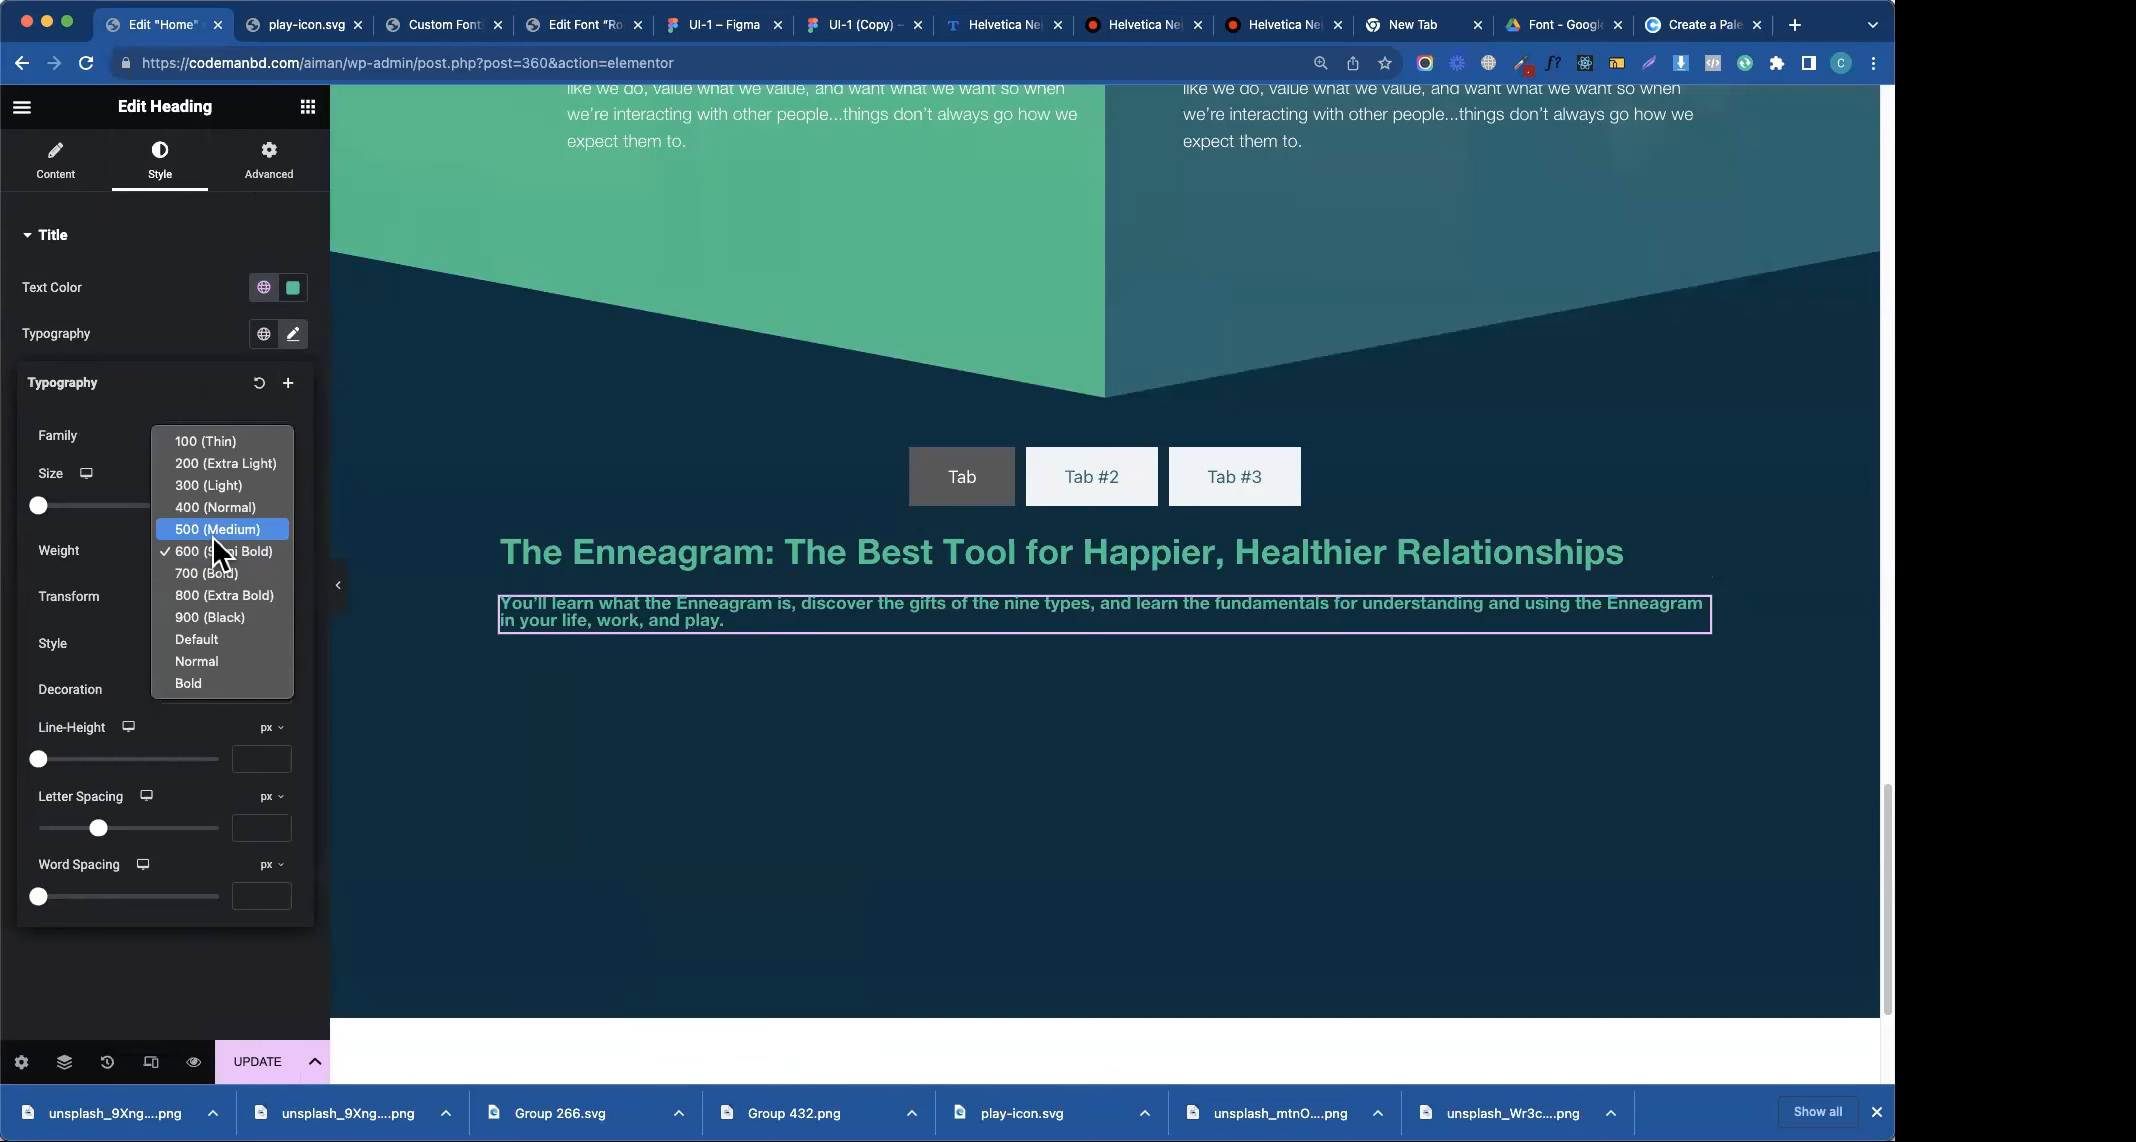 Edit "Home"
play-icon.svg
Custom Font
Edit Font "Ro
UI-1 – Figma
UI-1 (Copy) –
Helvetica Ne
Helvetica Ne
Helvetica Ne
New Tab
Font - Google
Create a Pale
https://codemanbd.com/aiman/wp-admin/post.php?post=360&action=elementor
f?
C
Edit Heading
Content
Style
Advanced
Title
Text Color
Typography
Typography
Family
Size
Weight
Transform
Style
Decoration
100 (Thin)
200 (Extra Light)
300 (Light)
400 (Normal)
500 (Medium)
600 (Bold)
700 (Bold)
800 (Extra Bold)
900 (Black)
Default
Normal
Bold
Line-Height
px
Letter Spacing
px
Word Spacing
px
UPDATE
like we do, value what we value, and want what we want so when
we're interacting with other people...things don't always go how we
expect them to.
like we do, value what we value, and want what we want so when
we're interacting with other people...things don't always go how we
expect them to.
Tab
Tab #2
Tab #3
The Enneagram: The Best Tool for Happier, Healthier Relationships
You'll learn what the Enneagram is, discover the gifts of the nine types, and learn the fundamentals for understanding and using the Enneagram
in your life, work, and play.
unsplash_9Xng....png
unsplash_9Xng....png
Group 266.svg
Group 432.png
play-icon.svg
unsplash_mtnO....png
unsplash_Wr3c....png
Show all